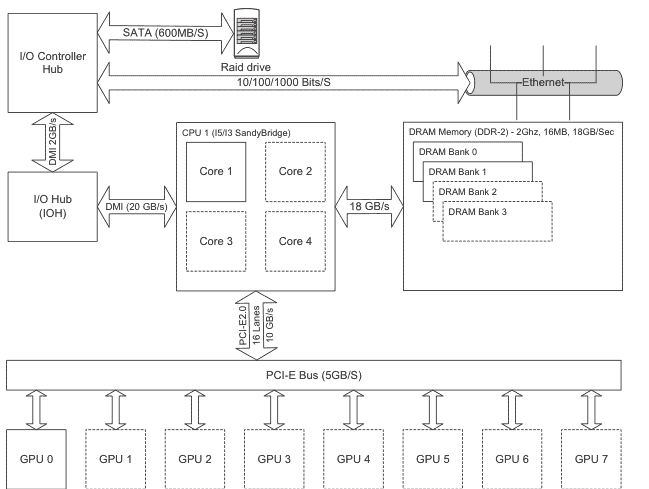 SATA (600MB/S)
I/O Controller
Hub
Raid drive
10/100/1000 Bits/S
Ethernet
DMI 2GB/s
CPU 1 (I5/I3 SandyBridge)
DRAM Memory (DDR-2) - 2Ghz, 16MB, 18GB/Sec
Core 1
Core 2
DRAM Bank 0
DRAM Bank 1
DRAM Bank 2
DRAM Bank 3
I/O Hub
(IOH)
DMI (20 GB/s)
18 GB/s
Core 3
Core 4
PCI-E2.0
16 Lanes
10 GB/s
PCI-E Bus (5GB/S)
GPU 0
GPU 1
GPU 2
GPU 3
GPU 4
GPU 5
GPU 6
GPU 7